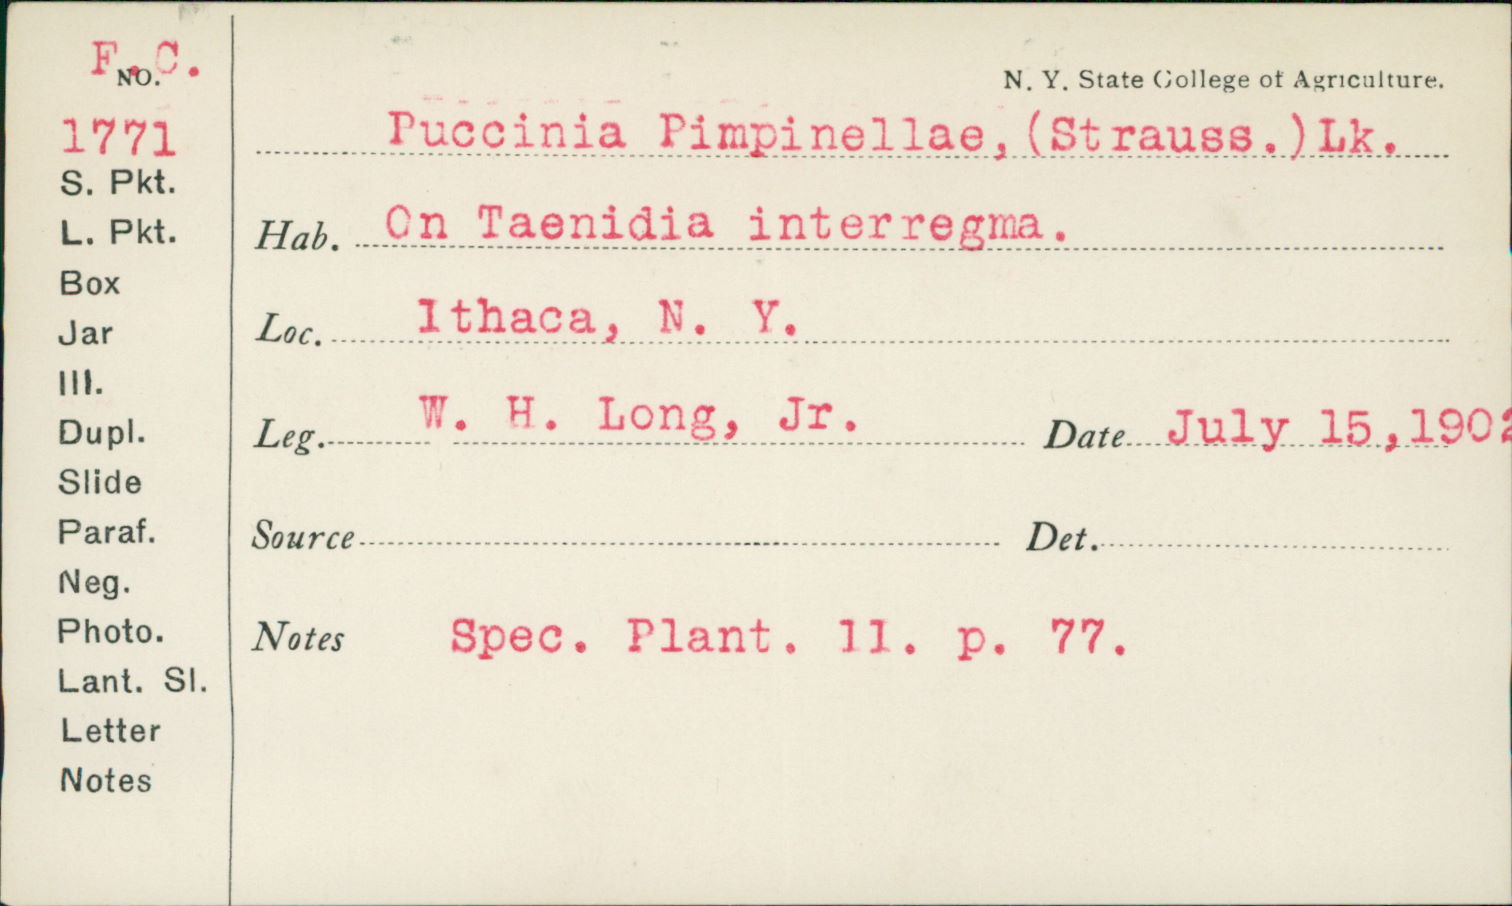 F. C.
NO.
1771
S. Pkt.
L. Pkt.
Box
Jar
Ill.
Dupl.
Slide
Paraf.
Neg.
Photo.
Lant. Sl.
Letter
Notes
N. Y. State College of Agriculture.
Puccinia Pimpinellae, (Strauss.) Lk.
Hab. On Taenidia interregma.
Loc. Ithaca, N. Y.
Leg. W. H. Long, Jr. Date July 15, 1902
Source Det.
Notes Spec. Plant. 11. p. 77.